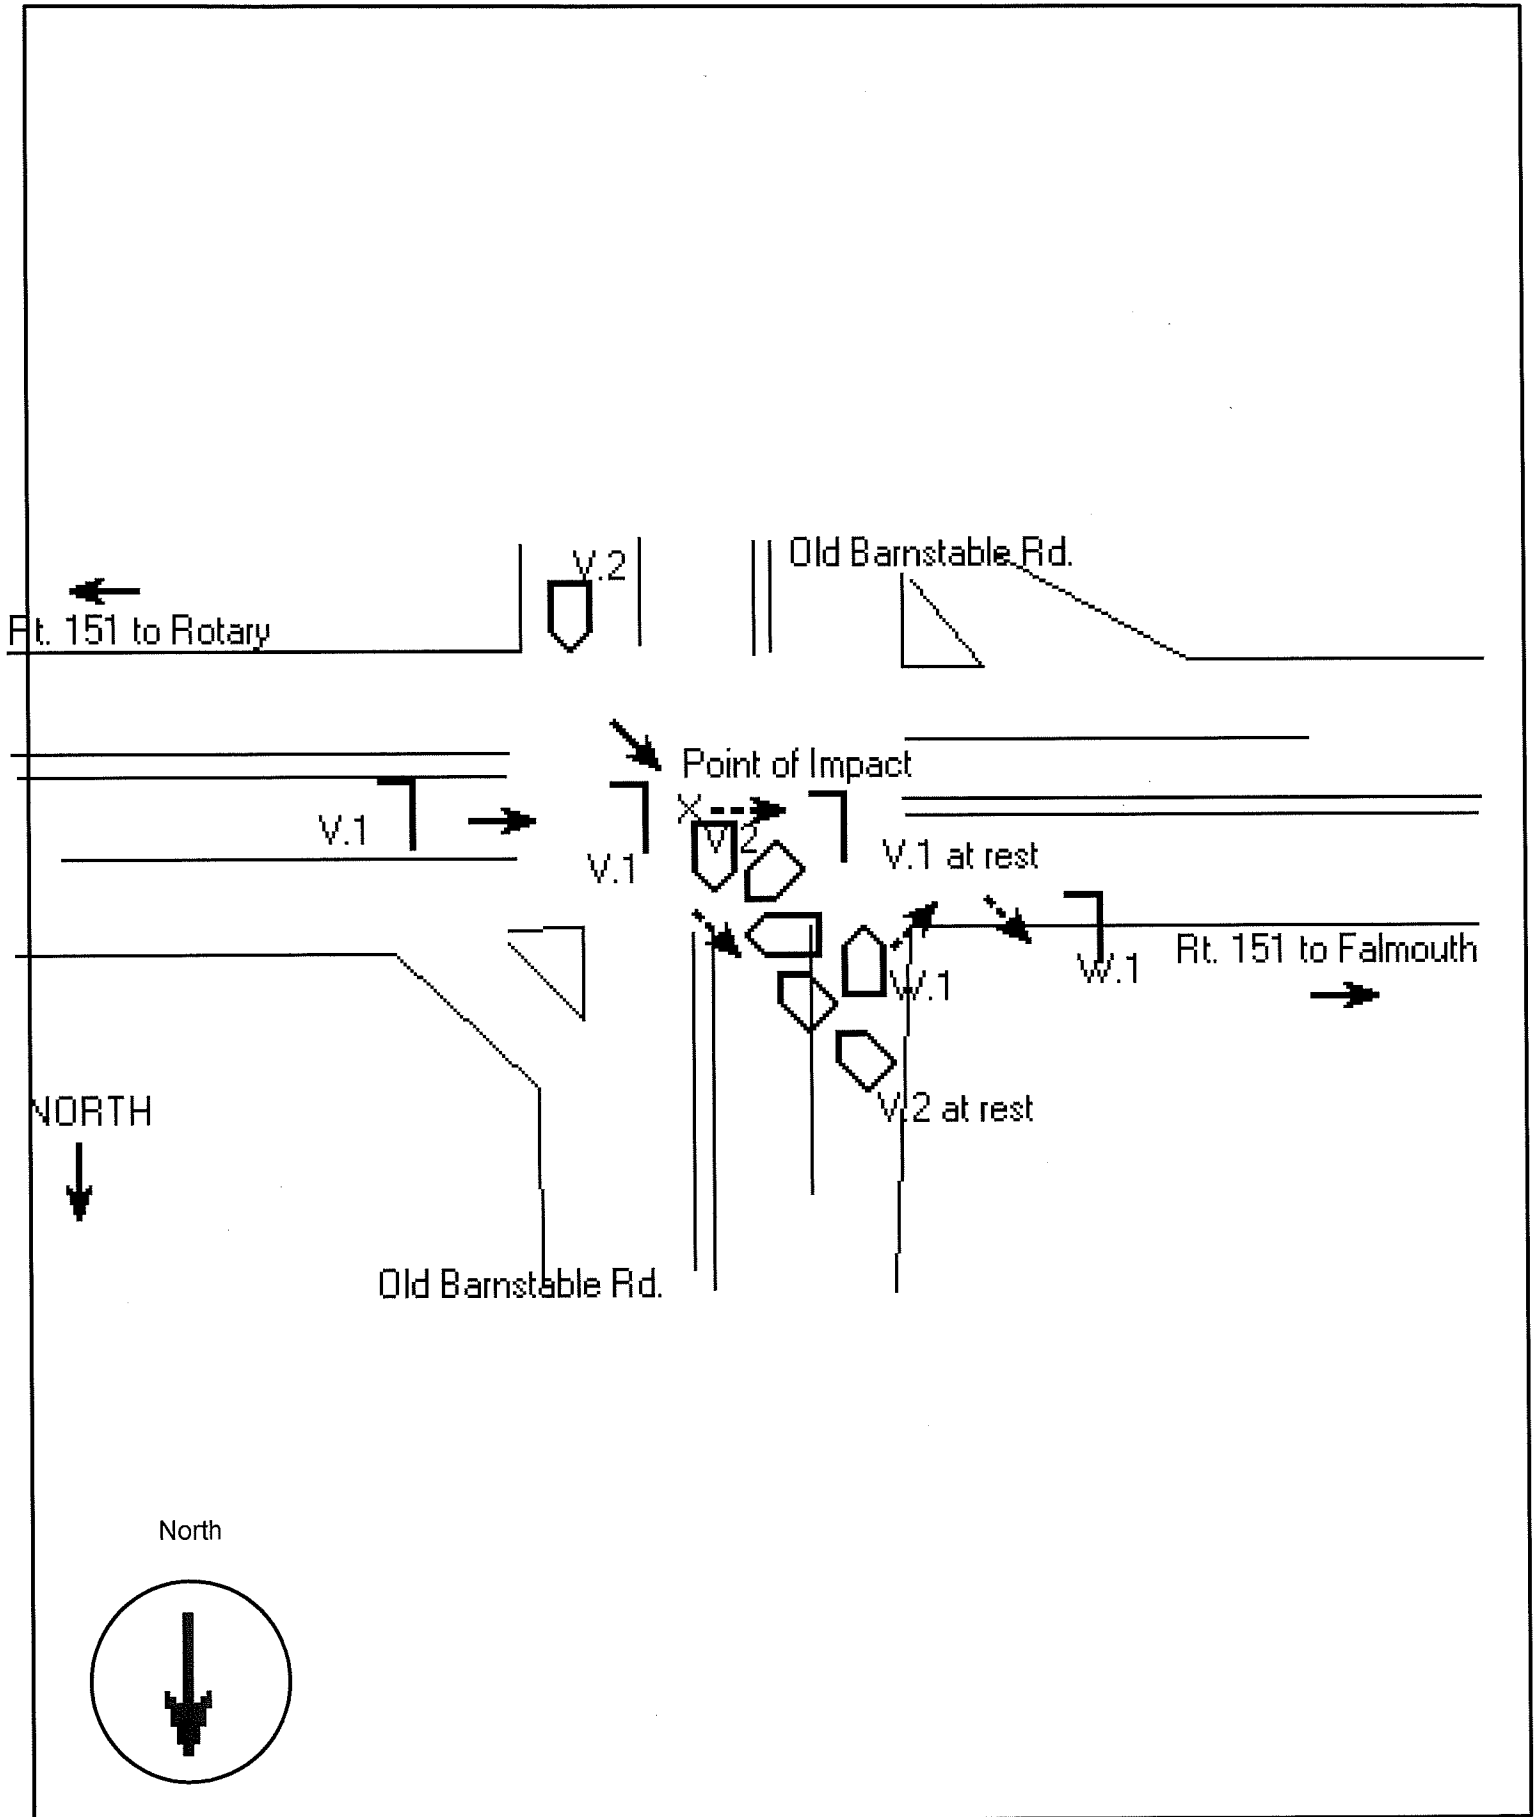 V.2
Old Barnstable Rd.
Rt. 151 to Rotary
Point of Impact
X
V.1
V.2
V.1
V.1 at rest
Rt. 151 to Falmouth
W.1
W.1
V.2 at rest
NORTH
Old Barnstable Rd.
North